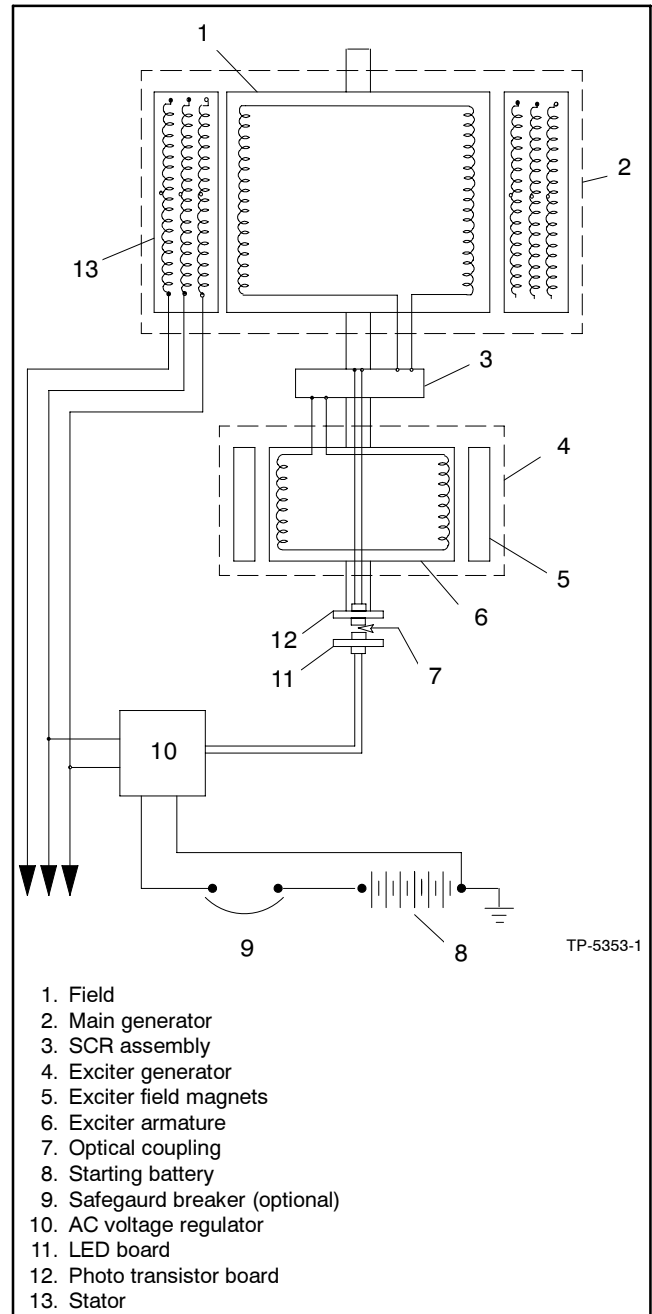 1
2
13
3
4
5
6
12
7
11
10
9
8
TP-5353-1
1. Field
2. Main generator
3. SCR assembly
4. Exciter generator
5. Exciter field magnets
6. Exciter armature
7. Optical coupling
8. Starting battery
9. Safegaurd breaker (optional)
10. AC voltage regulator
11. LED board
12. Photo transistor board
13. Stator